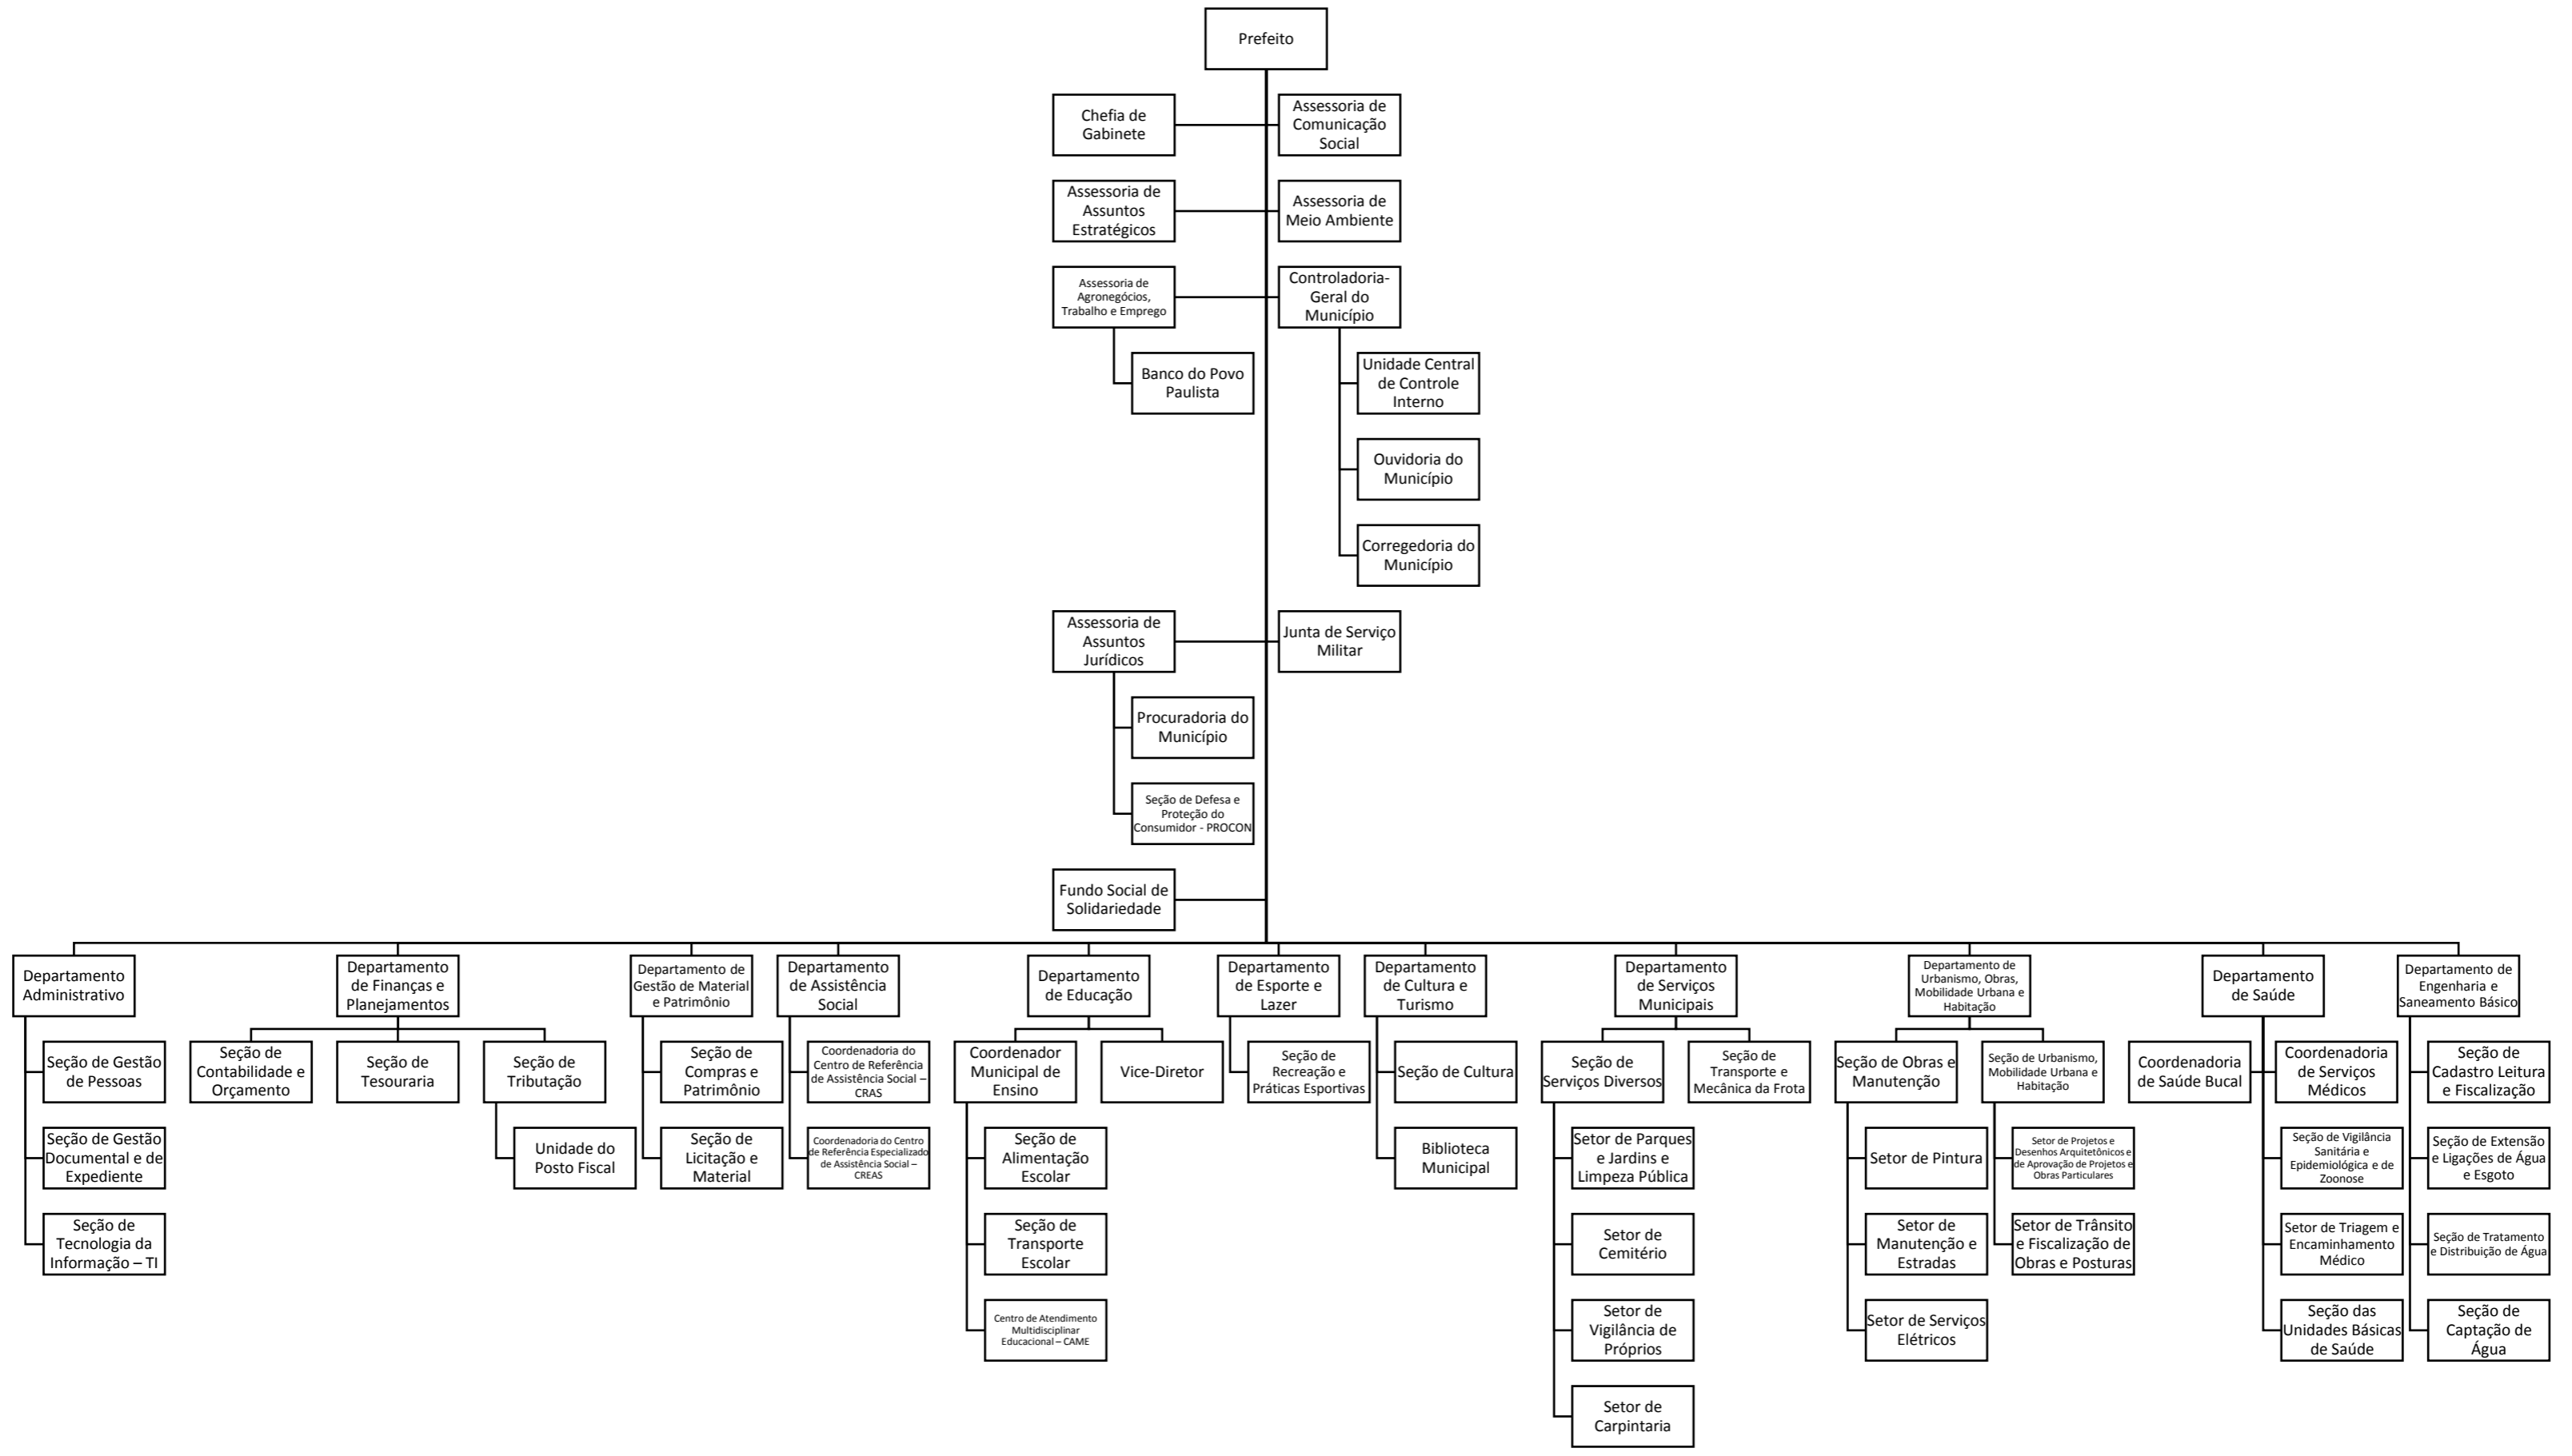 Prefeito
Chefia de
Gabinete
Assessoria de
Comunicação
Social
Assessoria de
Assuntos
Estratégicos
Assessoria de
Meio Ambiente
Assessoria de
Agronegócios,
Trabalho e Emprego
Controladoria-
Geral do
Município
Banco do Povo
Paulista
Unidade Central
de Controle
Interno
Ouvidoria do
Município
Corregedoria do
Município
Assessoria de
Assuntos
Jurídicos
Junta de Serviço
Militar
Procuradoria do
Município
Seção de Defesa e
Proteção do
Consumidor - PROCON
Fundo Social de
Solidariedade
Departamento
Administrativo
Departamento
de Finanças e
Planejamentos
Departamento de
Gestão de Material
e Patrimônio
Departamento
de Assistência
Social
Departamento
de Educação
Departamento
de Esporte e
Lazer
Departamento
de Cultura e
Turismo
Departamento
de Serviços
Municipais
Departamento de
Urbanismo, Obras,
Mobilidade Urbana e
Habitação
Departamento
de Saúde
Departamento de
Engenharia e
Saneamento Básico
Seção de Gestão
de Pessoas
Seção de
Contabilidade e
Orçamento
Seção de
Tesouraria
Seção de
Tributação
Seção de
Compras e
Patrimônio
Coordenadoria do
Centro de Referência
de Assistência Social –
CRAS
Coordenador
Municipal de
Ensino
Vice-Diretor
Seção de
Recreação e
Práticas Esportivas
Seção de Cultura
Seção de
Serviços Diversos
Seção de
Transporte e
Mecânica da Frota
Seção de Obras e
Manutenção
Seção de Urbanismo,
Mobilidade Urbana e
Habitação
Coordenadoria
de Saúde Bucal
Coordenadoria
de Serviços
Médicos
Seção de
Cadastro Leitura
e Fiscalização
Seção de Gestão
Documental e de
Expediente
Unidade do
Posto Fiscal
Seção de
Licitação e
Material
Coordenadoria do Centro
de Referência Especializado
de Assistência Social –
CREAS
Seção de
Alimentação
Escolar
Biblioteca
Municipal
Setor de Parques
e Jardins e
Limpeza Pública
Setor de Pintura
Setor de Projetos e
Desenhos Arquitetônicos e
de Aprovação de Projetos e
Obras Particulares
Seção de Vigilância
Sanitária e
Epidemiológica e de
Zoonose
Seção de Extensão
e Ligações de Água
e Esgoto
Seção de
Tecnologia da
Informação – TI
Seção de
Transporte
Escolar
Setor de
Cemitério
Setor de
Manutenção e
Estradas
Setor de Trânsito
e Fiscalização de
Obras e Posturas
Setor de Triagem e
Encaminhamento
Médico
Seção de Tratamento
e Distribuição de Água
Centro de Atendimento
Multidisciplinar
Educacional – CAME
Setor de
Vigilância de
Próprios
Setor de Serviços
Elétricos
Seção das
Unidades Básicas
de Saúde
Seção de
Captação de
Água
Setor de
Carpintaria